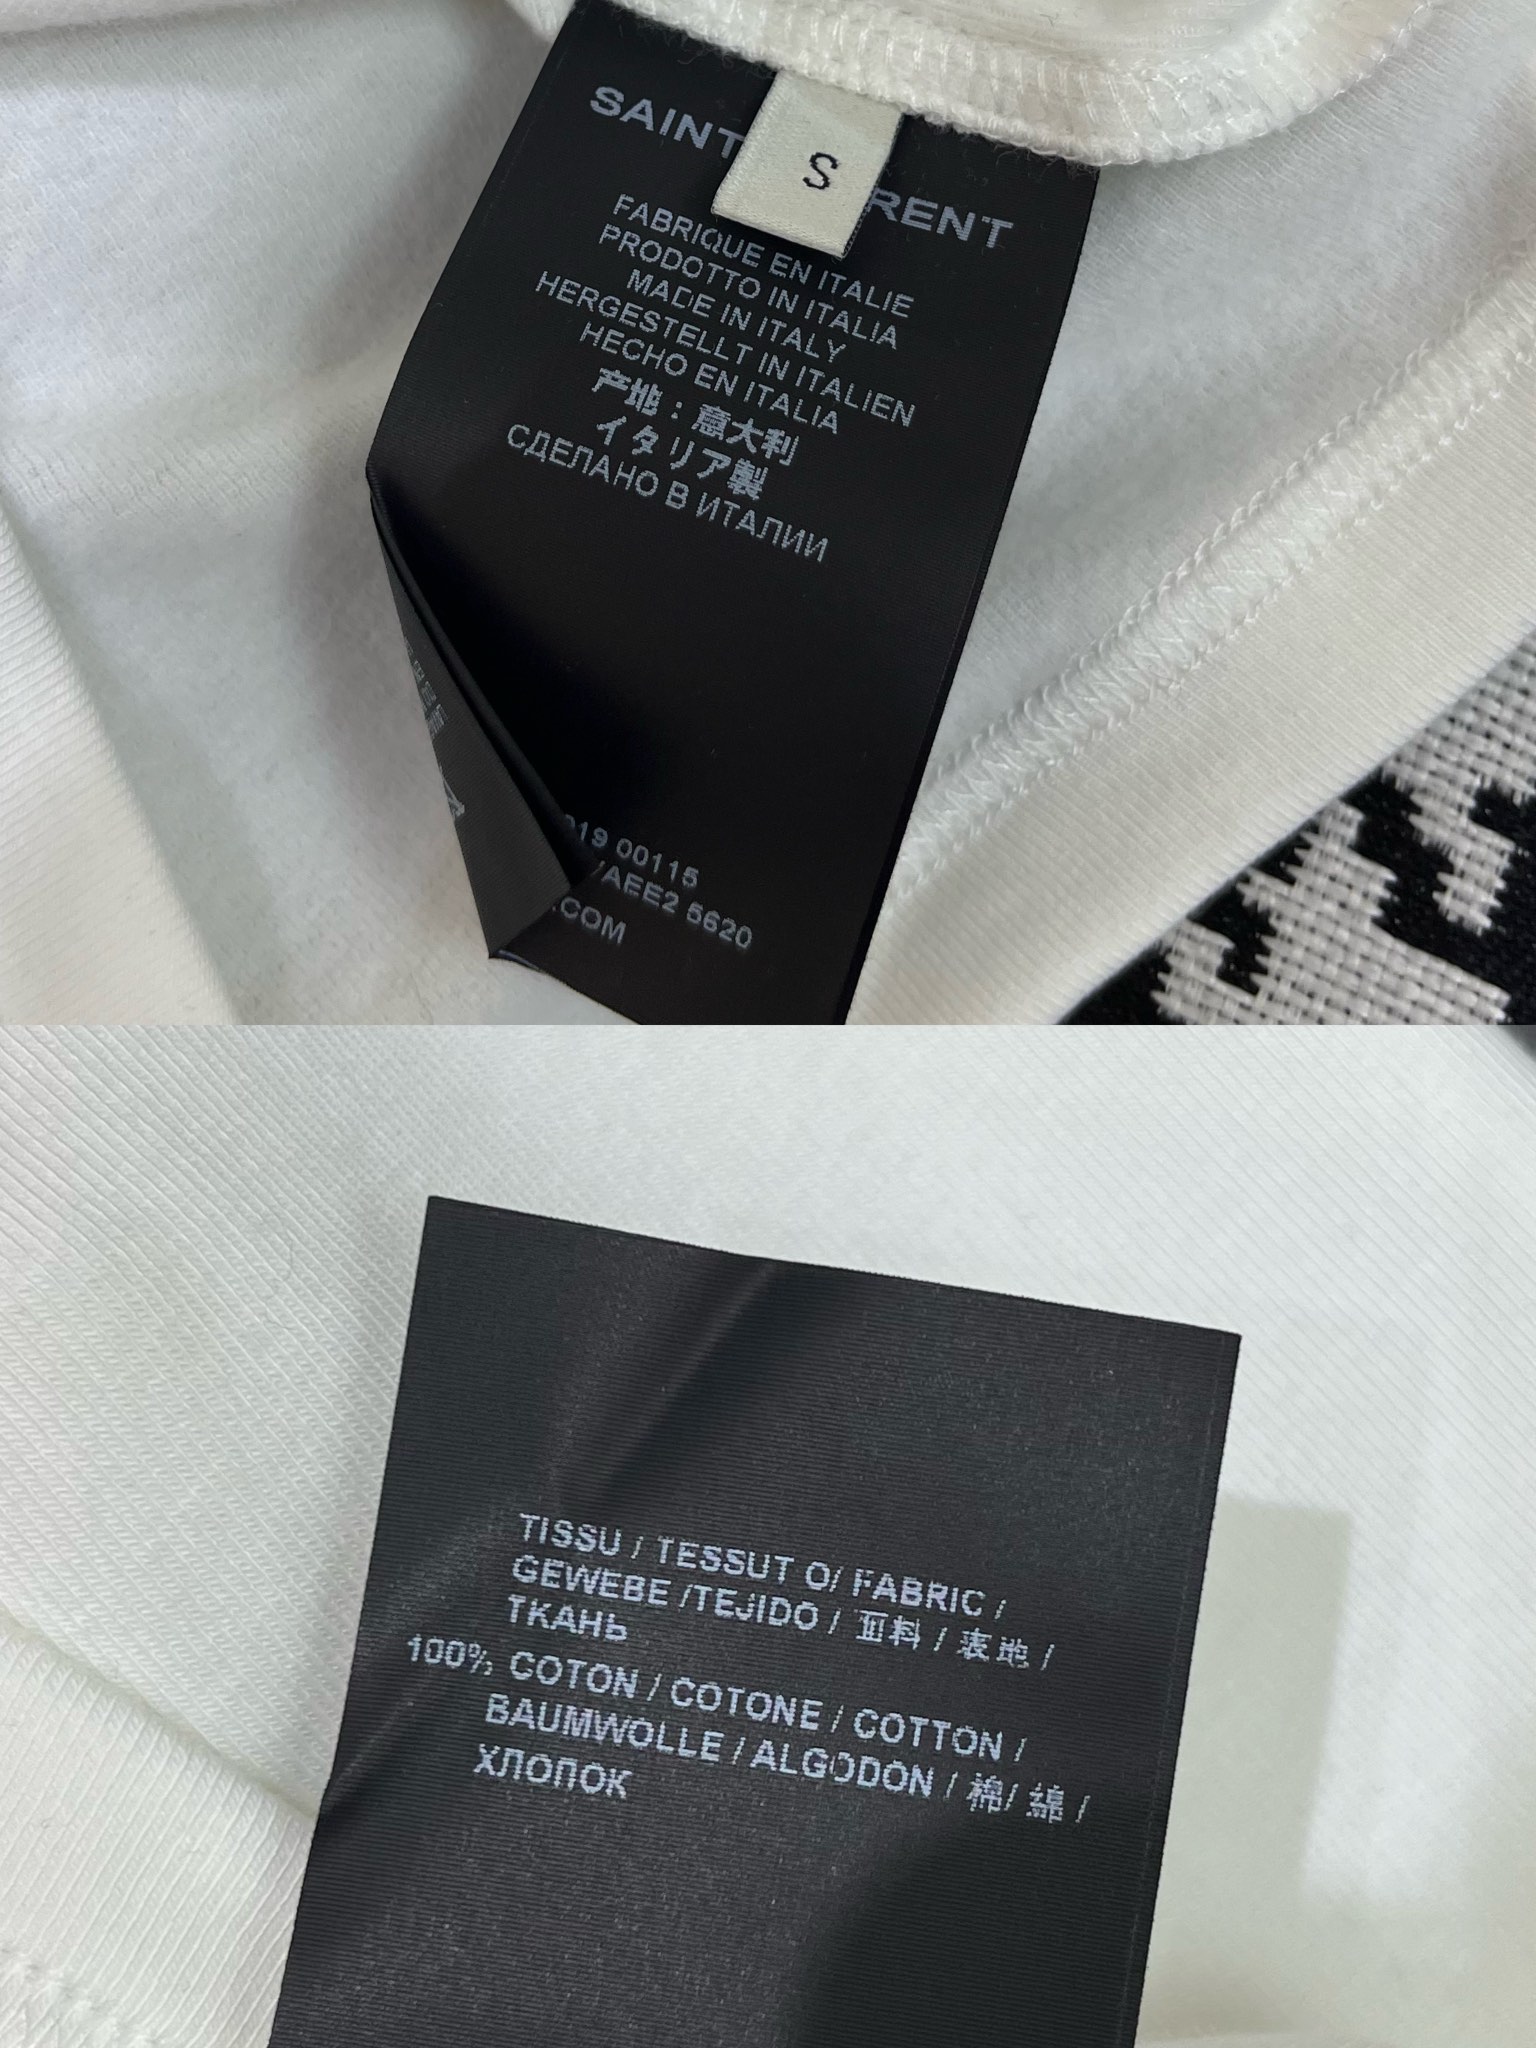 SAINT RENT
S
FABRIQUE EN ITALIE
PRODOTTO IN ITALIA
MADE IN ITALY
HERGESTELLT IN ITALIEN
HECHO EN ITALIA
产地：意大利
イタリア製
СДЕЛАНО В ИТАЛИИ
019 00115
/AEE2 5620
.COM
TISSU / TESSUT O/ FABRIC /
GEWEBE /TEJIDO / 面料 / 表地 /
ТКАНЬ
100% COTON / COTONE / COTTON /
BAUMWOLLE / ALGODON / 棉/ 綿 /
ХЛОПОК